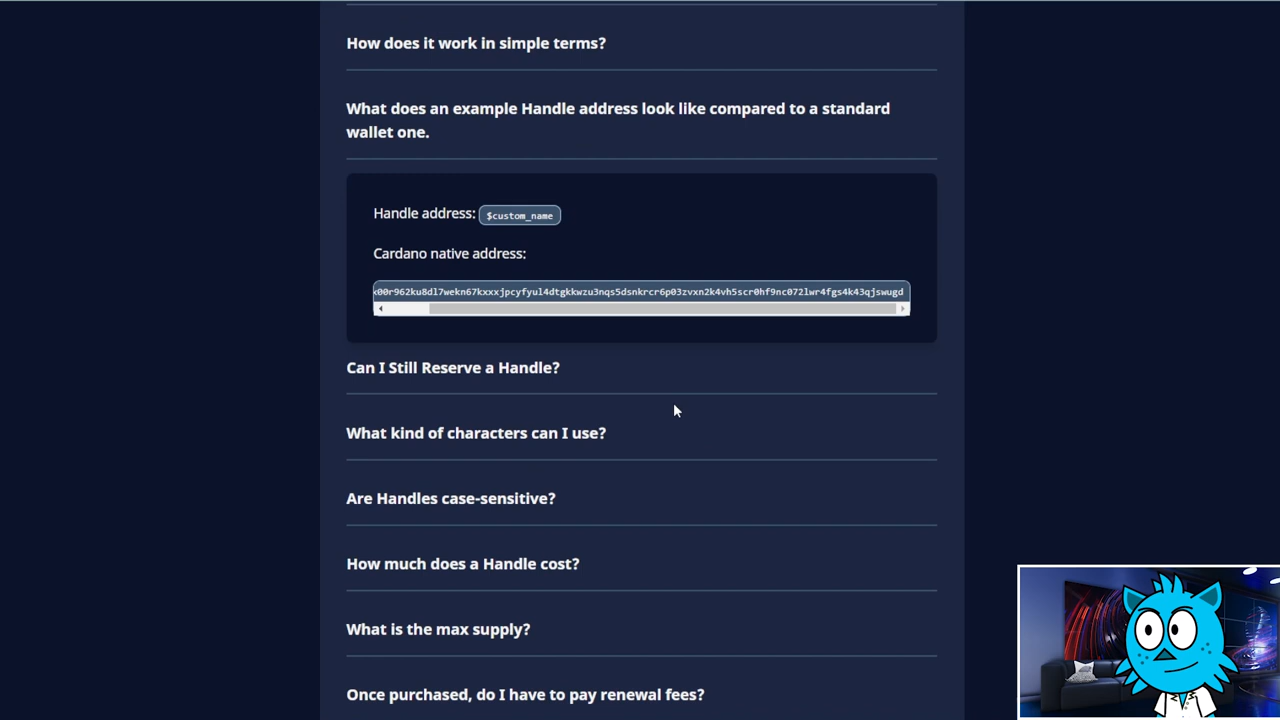 How does it work in simple terms?
What does an example Handle address look like compared to a standard
wallet one.
Handle address: $custom_name
Cardano native address:
x00r962ku8dl7wekn67kxxxjpcyfyul4dtgkkwzu3nqs5dsnkrcr6p03zvxn2k4vh5scr0hf9nc072lwr4fgs4k43qjswugd
Can I Still Reserve a Handle?
What kind of characters can I use?
Are Handles case-sensitive?
How much does a Handle cost?
What is the max supply?
Once purchased, do I have to pay renewal fees?